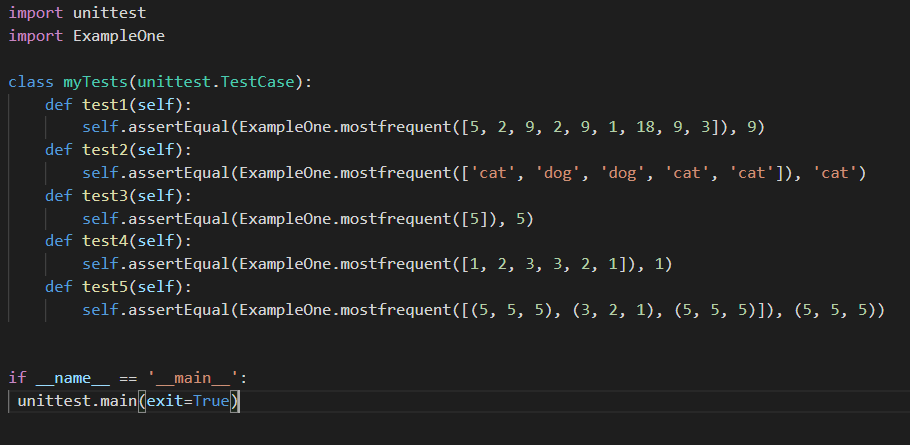 import unittest
import ExampleOne

class myTests(unittest.TestCase):
    def test1(self):
        self.assertEqual(ExampleOne.mostfrequent([5, 2, 9, 2, 9, 1, 18, 9, 3]), 9)
    def test2(self):
        self.assertEqual(ExampleOne.mostfrequent(['cat', 'dog', 'dog', 'cat', 'cat']), 'cat')
    def test3(self):
        self.assertEqual(ExampleOne.mostfrequent([5]), 5)
    def test4(self):
        self.assertEqual(ExampleOne.mostfrequent([1, 2, 3, 3, 2, 1]), 1)
    def test5(self):
        self.assertEqual(ExampleOne.mostfrequent([(5, 5, 5), (3, 2, 1), (5, 5, 5)]), (5, 5, 5))


if __name__ == '__main__':
 unittest.main(exit=True)